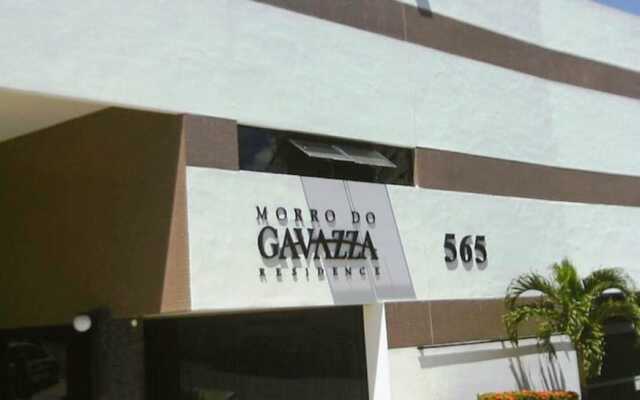 MORRO DO
GAVAZZA
RESIDENCE
565